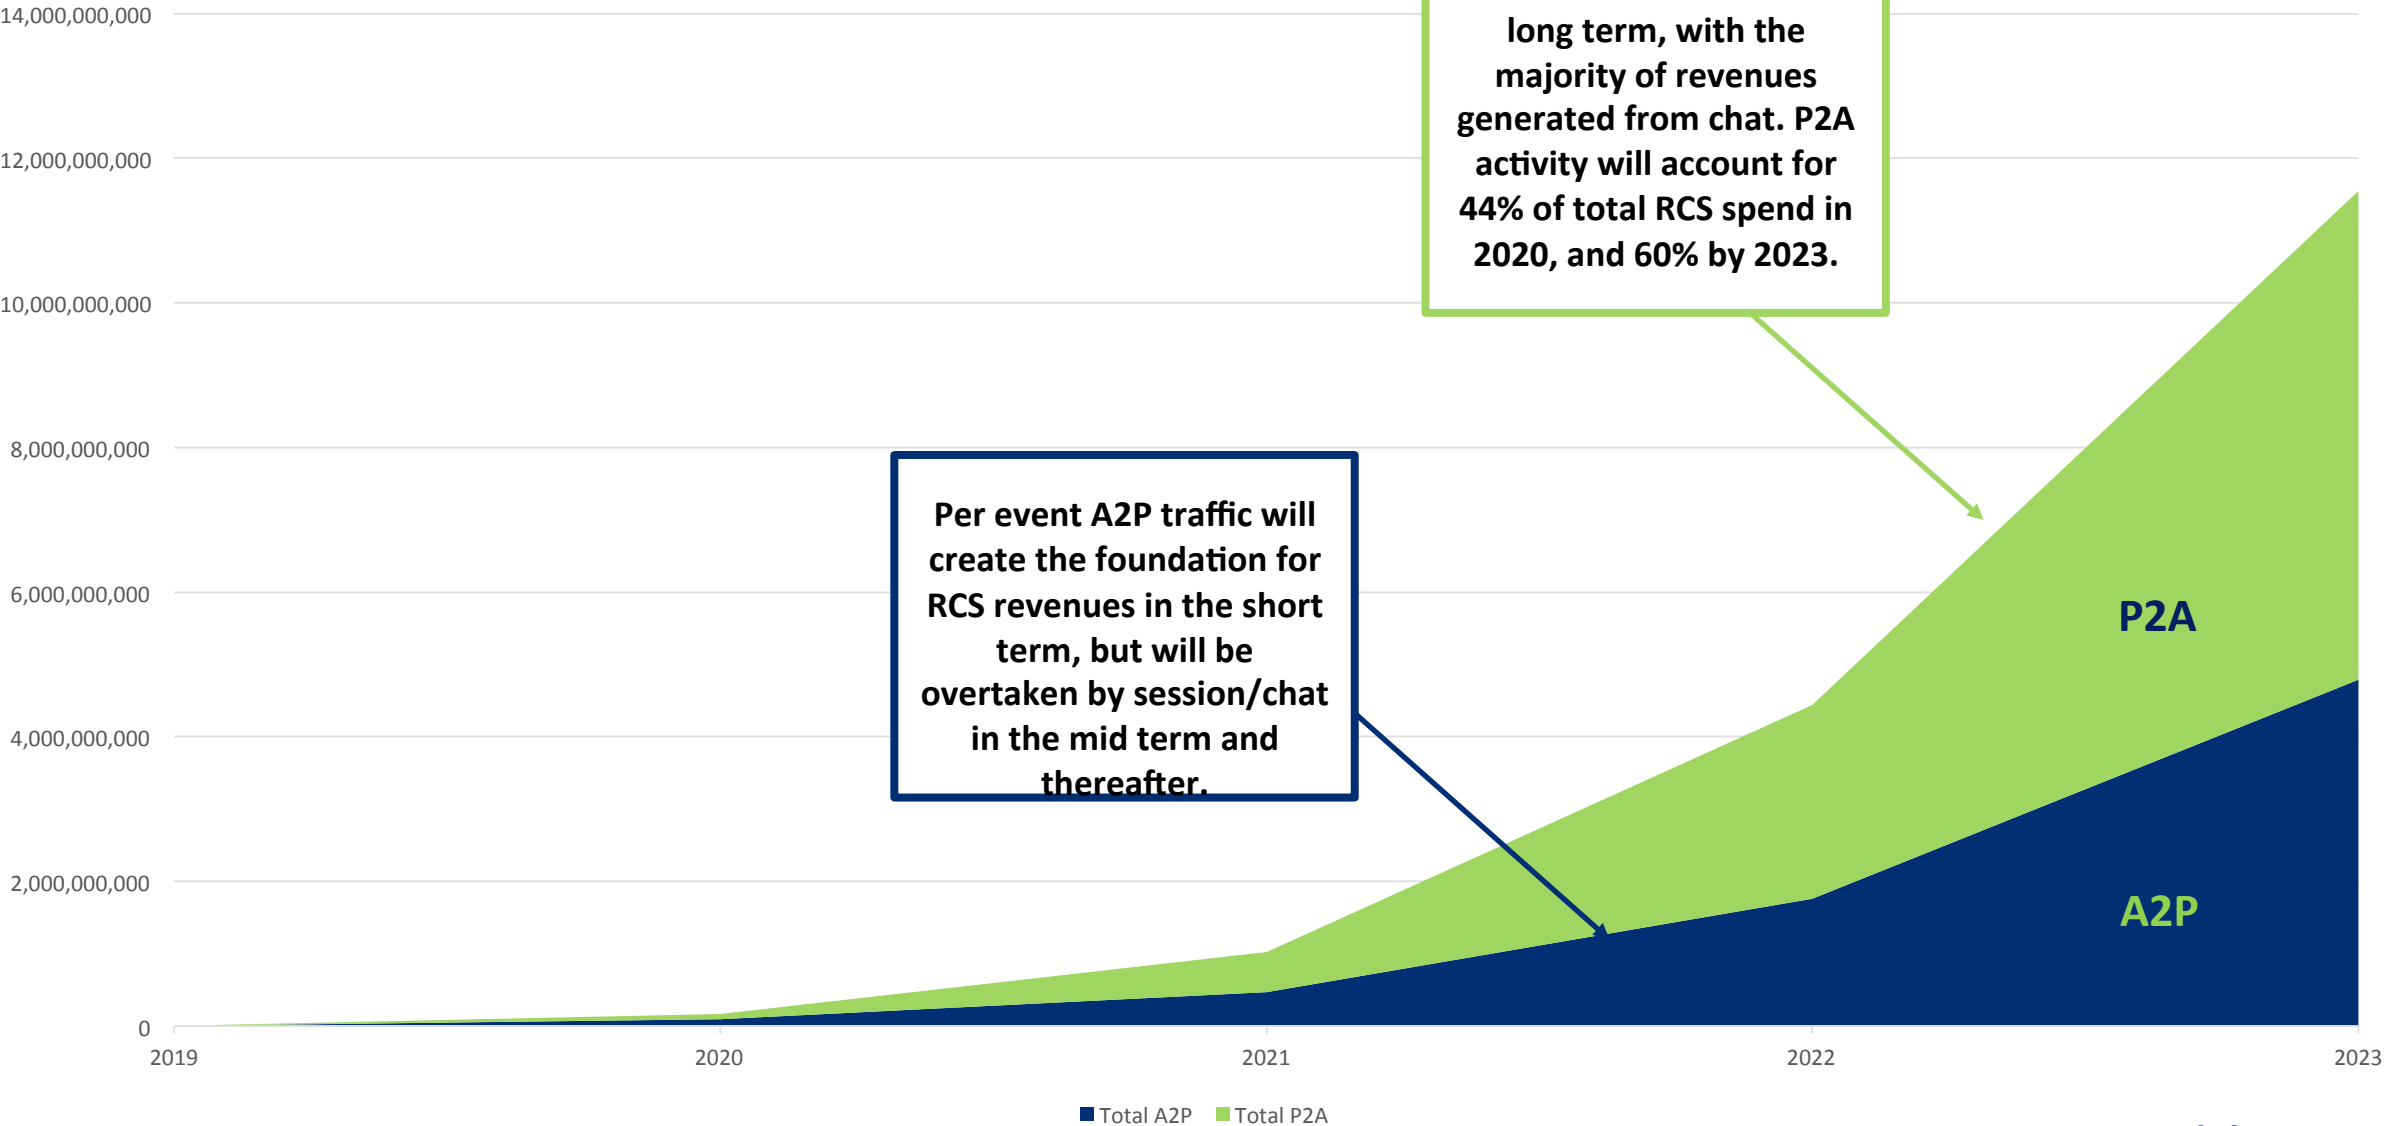 14,000,000,000
long term, with the
majority of revenues
generated from chat. P2A
activity will account for
44% of total RCS spend in
2020, and 60% by 2023.
12,000,000,000
10,000,000,000
8,000,000,000
Per event A2P traffic will
create the foundation for
RCS revenues in the short
term, but will be
overtaken by session/chat
in the mid term and
thereafter.
6,000,000,000
P2A
4,000,000,000
2,000,000,000
A2P
0
2019 2020 2021 2022 2023
Total A2P Total P2A